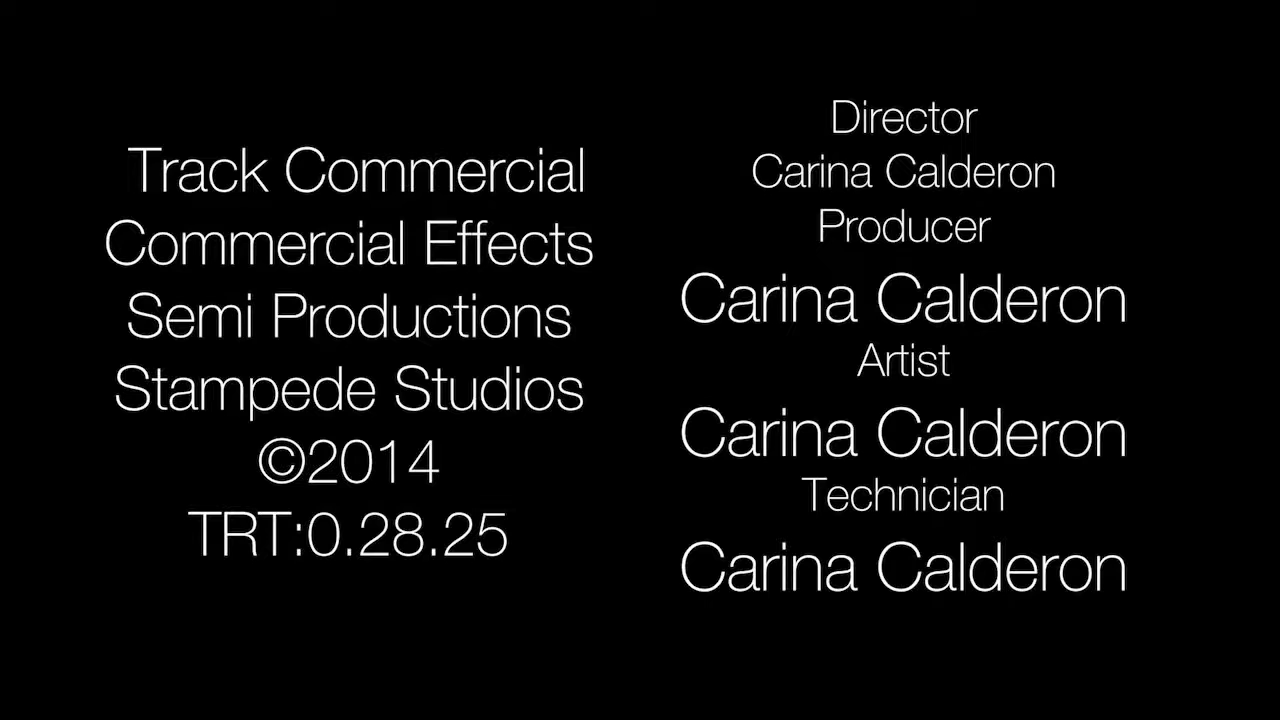 Track Commercial
Commercial Effects
Semi Productions
Stampede Studios
©2014
TRT:0.28.25
Director
Carina Calderon
Producer
Carina Calderon
Artist
Carina Calderon
Technician
Carina Calderon